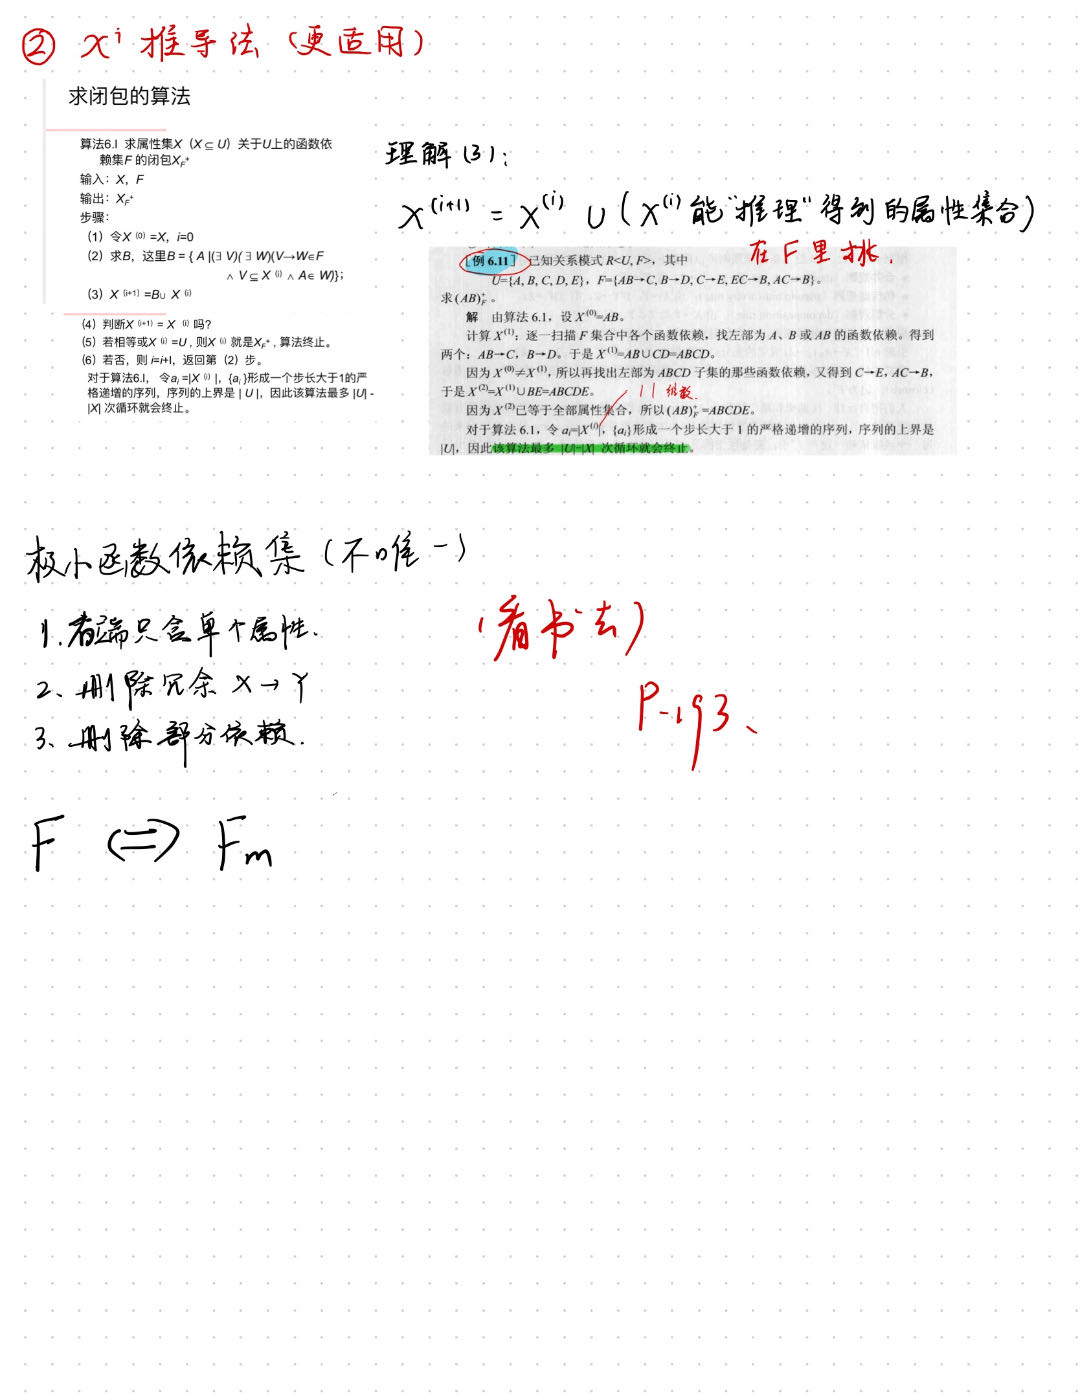 ② Xⁱ 推导法（更适用）
求闭包的算法
算法6.l 求属性集X（X ⊆ U）关于U上的函数依
赖集F 的闭包X_F⁺
输入：X，F
输出：X_F⁺
步骤：
（1）令X ⁽⁰⁾ =X，i=0
（2）求B，这里B = { A |(∃ V)( ∃ W)(V→W∈F
∧ V ⊆ X ⁽ⁱ⁾ ∧ A∈ W)}；
（3）X ⁽ⁱ⁺¹⁾ =B∪ X ⁽ⁱ⁾
（4）判断X ⁽ⁱ⁺¹⁾ = X ⁽ⁱ⁾ 吗？
（5）若相等或X ⁽ⁱ⁾ =U , 则X ⁽ⁱ⁾ 就是X_F⁺ , 算法终止。
（6）若否，则 i=i+l，返回第（2）步。
对于算法6.l， 令aᵢ =|X ⁽ⁱ⁾ |，{aᵢ }形成一个步长大于1的严
格递增的序列，序列的上界是 | U |，因此该算法最多 |U| -
|X| 次循环就会终止。
理解（3）：
X⁽ⁱ⁺¹⁾ = X⁽ⁱ⁾ ∪（X⁽ⁱ⁾能“推理”得到的属性集合）
在 F 里挑．
[例 6.11] 已知关系模式 R<U, F>，其中
U={A, B, C, D, E}，F={AB→C, B→D, C→E, EC→B, AC→B}。
求 (AB)_F⁺。
解 由算法 6.1，设 X⁽⁰⁾=AB。
计算 X⁽¹⁾：逐一扫描 F 集合中各个函数依赖，找左部为 A、B 或 AB 的函数依赖。得到
两个：AB→C，B→D。于是 X⁽¹⁾=AB∪CD=ABCD。
因为 X⁽⁰⁾≠X⁽¹⁾，所以再找出左部为 ABCD 子集的那些函数依赖，又得到 C→E，AC→B，
于是 X⁽²⁾=X⁽¹⁾∪BE=ABCDE。
| | 级数.
因为 X⁽²⁾已等于全部属性集合，所以 (AB)_F⁺ =ABCDE。
对于算法 6.1，令 aᵢ=|X⁽ⁱ⁾|，{aᵢ}形成一个步长大于 1 的严格递增的序列，序列的上界是
|U|，因此该算法最多 |U|-|X| 次循环就会终止。
极小函数依赖集（不唯一）
1. 右端只含单个属性．
2、删除冗余 X→Y
3、删除部分依赖．
（看书去）
P-193、
F ⟺ Fₘ